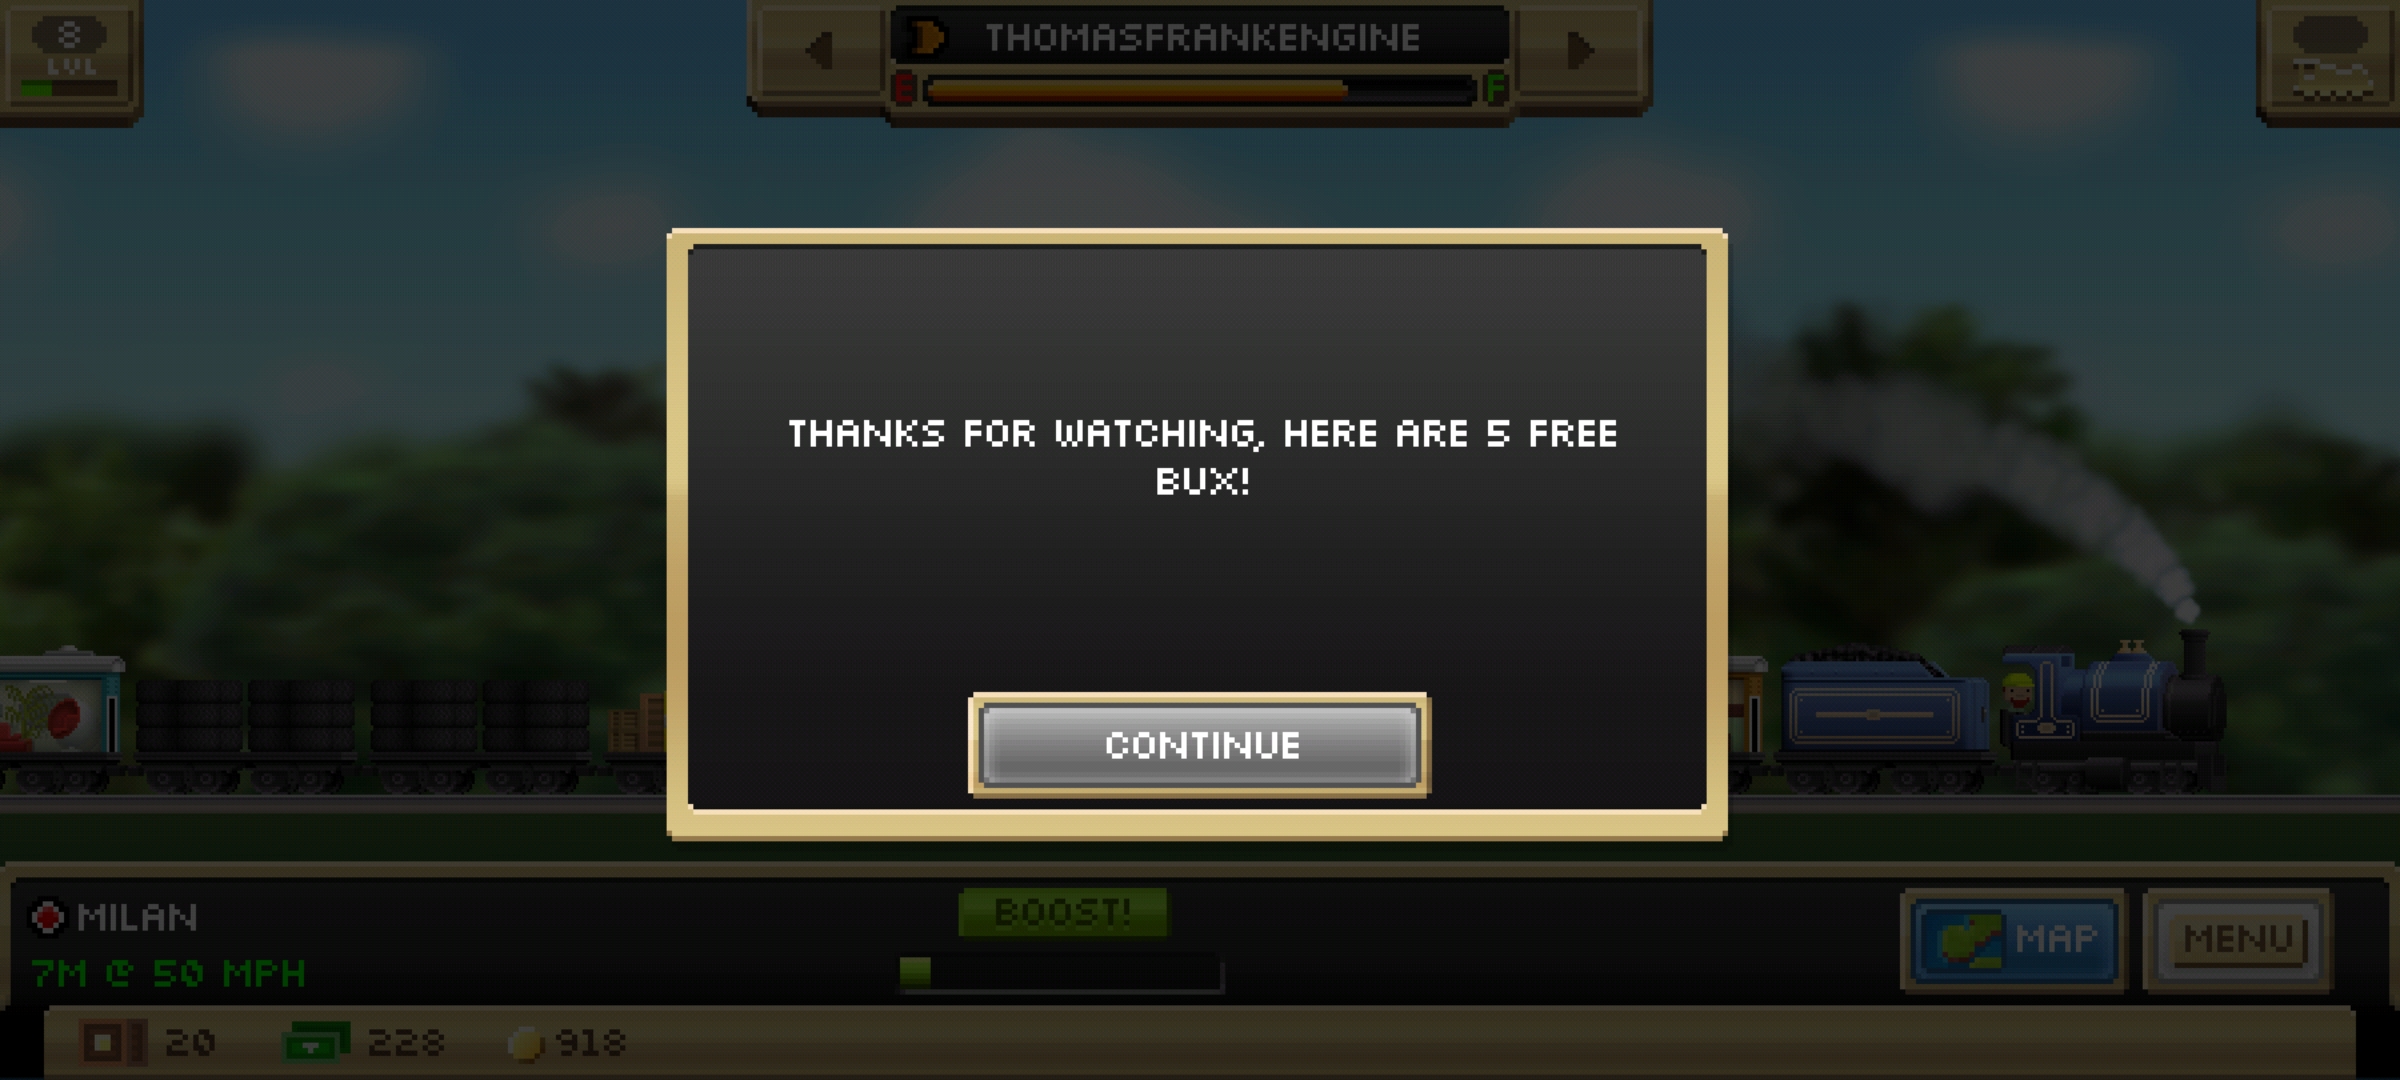 8
LVL
THOMASFRANKENGINE
E
F
THANKS FOR WATCHING, HERE ARE 5 FREE
BUX!
CONTINUE
MILAN
7M @ 50 MPH
BOOST!
MAP
MENU
20
228
918